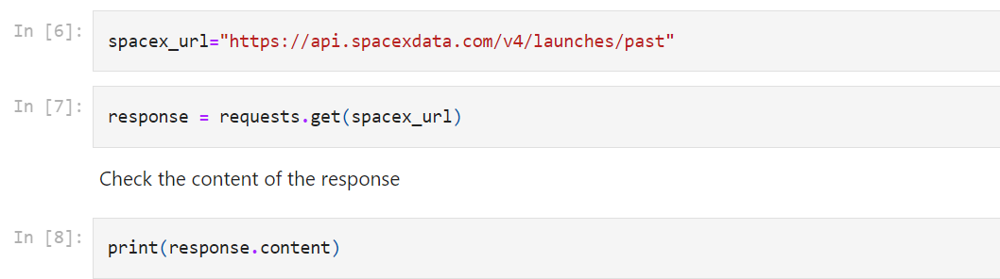 In [6]: spacex_url="https://api.spacexdata.com/v4/launches/past"
In [7]: response = requests.get(spacex_url)
Check the content of the response
In [8]: print(response.content)